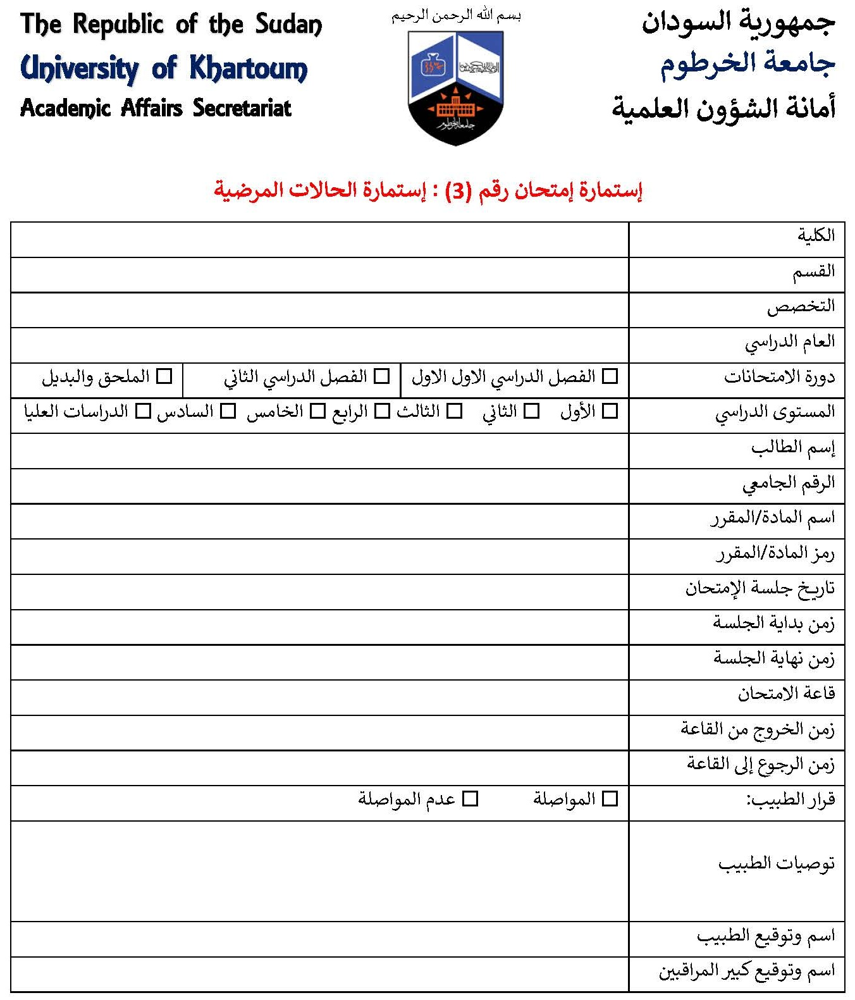 بسم الله الرحمن الرحيم
جمهورية السودان
جامعة الخرطوم
أمانة الشؤون العلمية
The Republic of the Sudan
University of Khartoum
Academic Affairs Secretariat
جامعة الخرطوم
إستمارة إمتحان رقم (3) : إستمارة الحالات المرضية
الكلية
القسم
التخصص
العام الدراسي
دورة الامتحانات ☐ الفصل الدراسي الاول الاول ☐ الفصل الدراسي الثاني ☐ الملحق والبديل
المستوى الدراسي ☐ الأول ☐ الثاني ☐ الثالث ☐ الرابع ☐ الخامس ☐ السادس ☐ الدراسات العليا
إسم الطالب
الرقم الجامعي
اسم المادة/المقرر
رمز المادة/المقرر
تاريخ جلسة الإمتحان
زمن بداية الجلسة
زمن نهاية الجلسة
قاعة الامتحان
زمن الخروج من القاعة
زمن الرجوع إلى القاعة
قرار الطبيب: ☐ المواصلة ☐ عدم المواصلة
توصيات الطبيب
اسم وتوقيع الطبيب
اسم وتوقيع كبير المراقبين